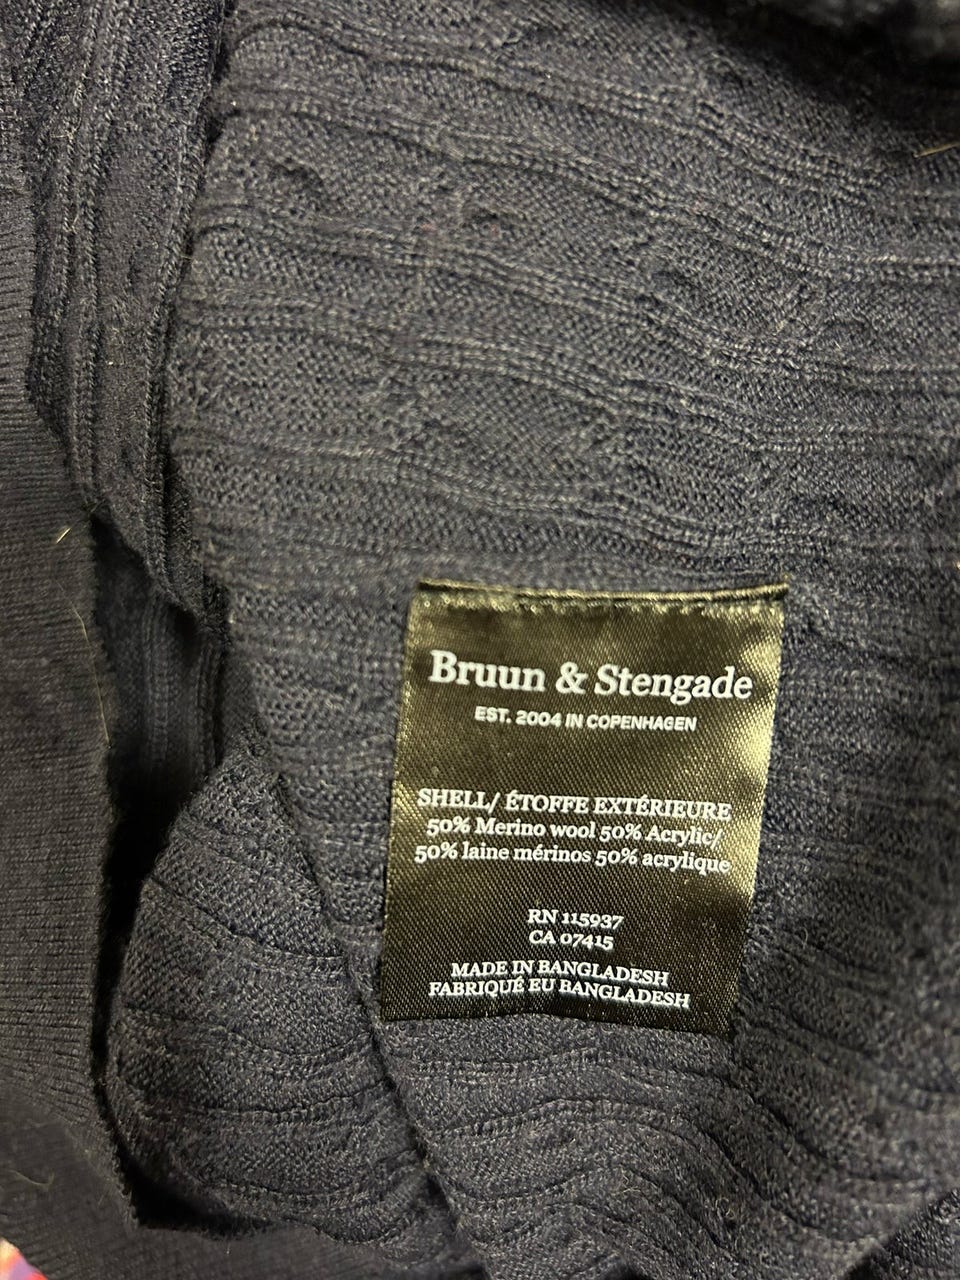 Bruun & Stengade
EST. 2004 IN COPENHAGEN
SHELL/ ÉTOFFE EXTÉRIEURE
50% Merino wool 50% Acrylic/
50% laine mérinos 50% acrylique
RN 115937
CA 07415
MADE IN BANGLADESH
FABRIQUÉ EU BANGLADESH